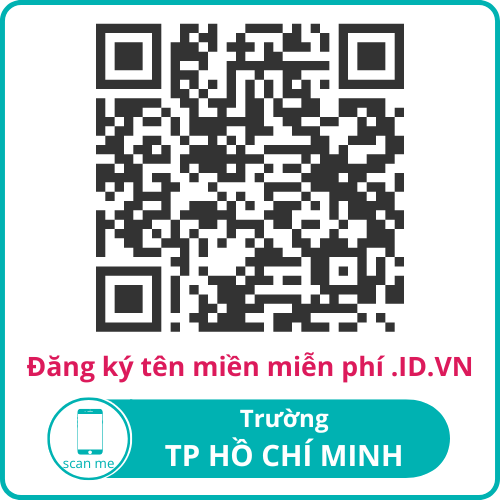 Đăng ký tên miền miễn phí .ID.VN
Trường
TP HỒ CHÍ MINH
scan me